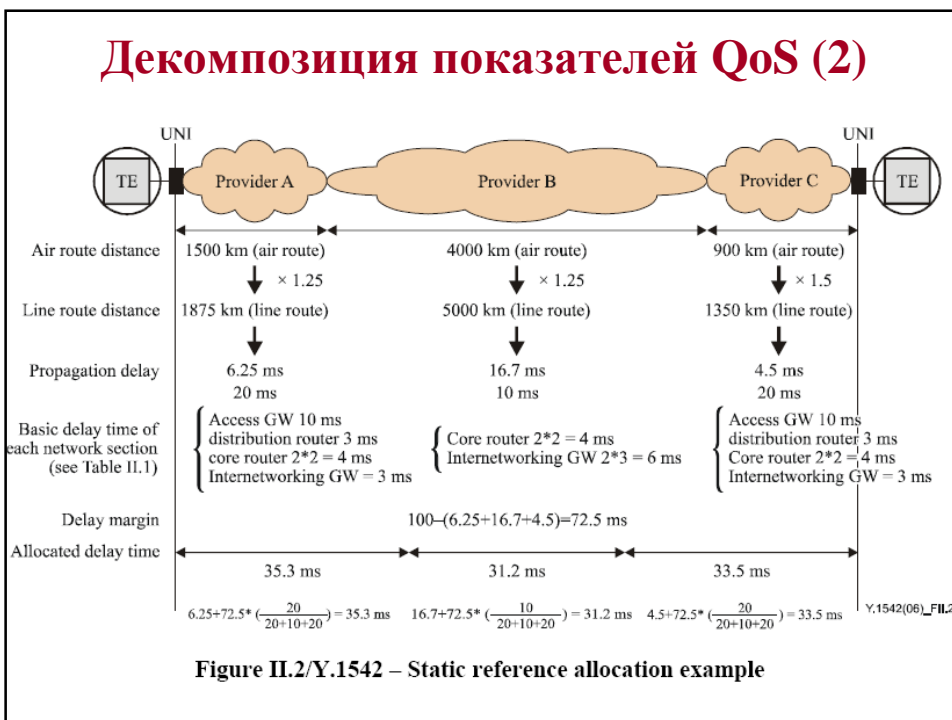 Декомпозиция показателей QoS (2)
UNI UNI
TE Provider A Provider B Provider C TE
Air route distance 1500 km (air route) 4000 km (air route) 900 km (air route)
× 1.25 × 1.25 × 1.5
Line route distance 1875 km (line route) 5000 km (line route) 1350 km (line route)
Propagation delay 6.25 ms 16.7 ms 4.5 ms
20 ms 10 ms 20 ms
Basic delay time of
each network section
(see Table II.1)
Access GW 10 ms
distribution router 3 ms
core router 2*2 = 4 ms
Internetworking GW = 3 ms
Core router 2*2 = 4 ms
Internetworking GW 2*3 = 6 ms
Access GW 10 ms
distribution router 3 ms
Core router 2*2 = 4 ms
Internetworking GW = 3 ms
Delay margin 100–(6.25+16.7+4.5)=72.5 ms
Allocated delay time
35.3 ms 31.2 ms 33.5 ms
6.25+72.5* (20/20+10+20) = 35.3 ms 16.7+72.5* (10/20+10+20) = 31.2 ms 4.5+72.5* (20/20+10+20) = 33.5 ms
Y.1542(06)_FII.2
Figure II.2/Y.1542 – Static reference allocation example